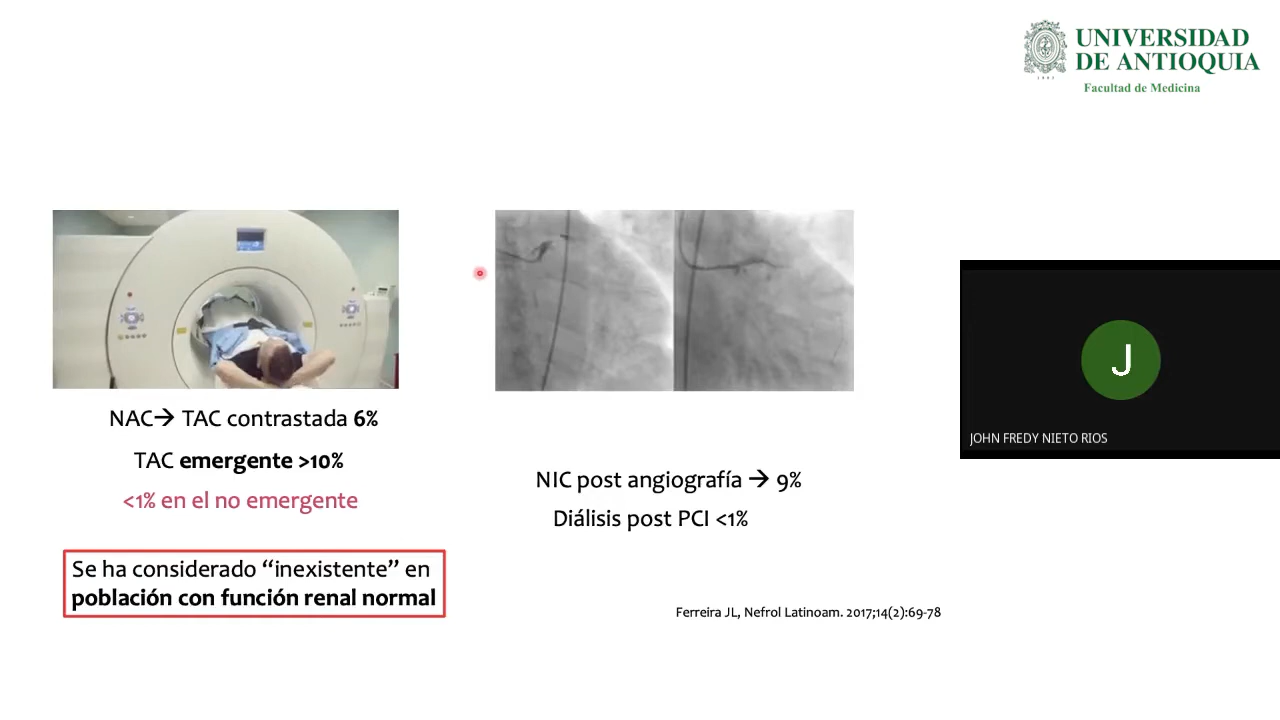 UNIVERSIDAD
DE ANTIOQUIA
Facultad de Medicina
1803
NAC→ TAC contrastada 6%
TAC emergente >10%
<1% en el no emergente
Se ha considerado “inexistente” en
población con función renal normal
NIC post angiografía → 9%
Diálisis post PCI <1%
Ferreira JL, Nefrol Latinoam. 2017;14(2):69-78
J
JOHN FREDY NIETO RIOS